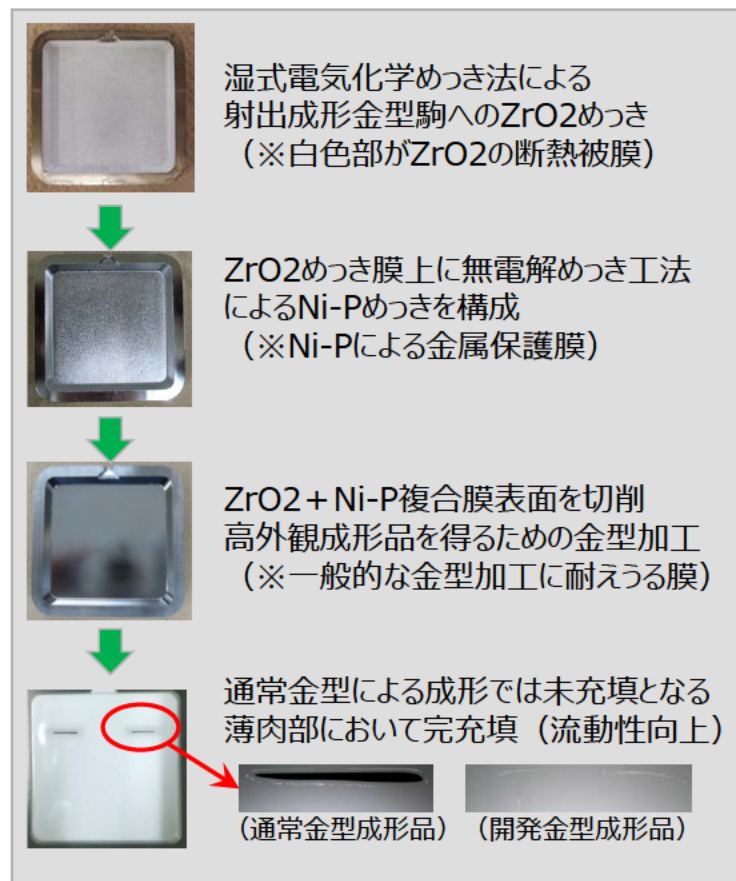 湿式電気化学めっき法による
射出成形金型駒へのZrO2めっき
（※白色部がZrO2の断熱被膜）
ZrO2めっき膜上に無電解めっき工法
によるNi-Pめっきを構成
（※Ni-Pによる金属保護膜）
ZrO2＋Ni-P複合膜表面を切削
高外観成形品を得るための金型加工
（※一般的な金型加工に耐えうる膜）
通常金型による成形では未充填となる
薄肉部において完充填（流動性向上）
（通常金型成形品）（開発金型成形品）